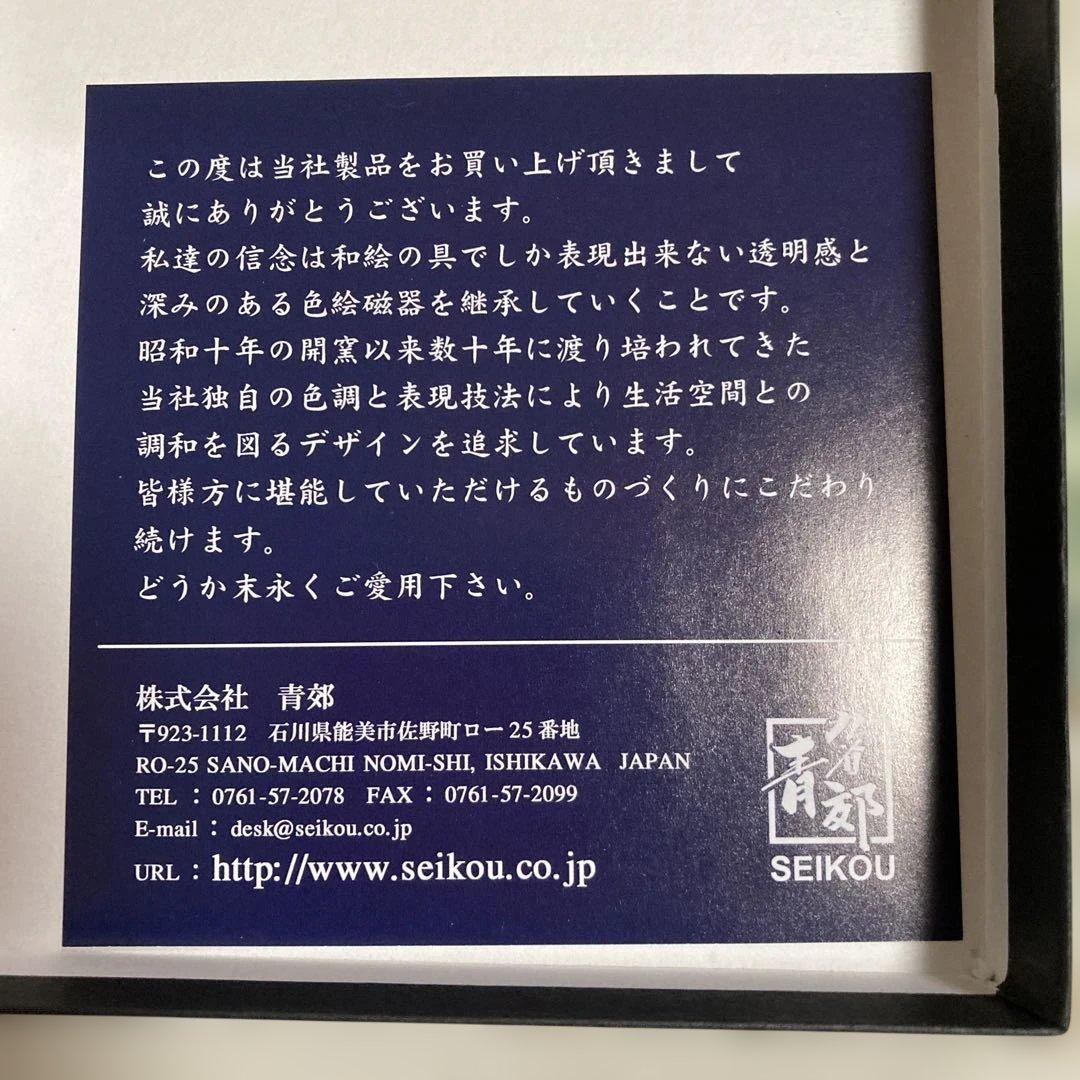 この度は当社製品をお買い上げ頂きまして
誠にありがとうございます。
私達の信念は和絵の具でしか表現出来ない透明感と
深みのある色絵磁器を継承していくことです。
昭和十年の開窯以来数十年に渡り培われてきた
当社独自の色調と表現技法により生活空間との
調和を図るデザインを追求しています。
皆様方に堪能していただけるものづくりにこだわり
続けます。
どうか末永くご愛用下さい。
株式会社　青郊
〒923-1112　石川県能美市佐野町ロー25番地
RO-25 SANO-MACHI NOMI-SHI, ISHIKAWA JAPAN
TEL : 0761-57-2078 FAX : 0761-57-2099
E-mail : desk@seikou.co.jp
URL : http://www.seikou.co.jp
九谷
青郊
SEIKOU